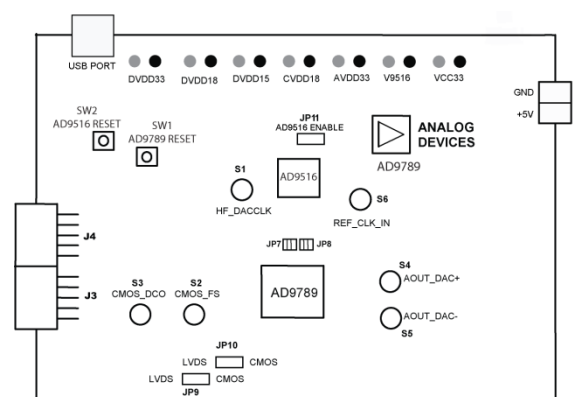 USB PORT
DVDD33
DVDD18
DVDD15
CVDD18
AVDD33
V9516
VCC33
GND
+5V
SW2
AD9516 RESET
SW1
AD9789 RESET
JP11
AD9516 ENABLE
ANALOG
DEVICES
AD9789
S1
HF_DACCLK
AD9516
S6
REF_CLK_IN
J4
J3
JP7
JP8
S3
CMOS_DCO
S2
CMOS_FS
AD9789
S4
AOUT_DAC+
AOUT_DAC-
S5
JP10
LVDS CMOS
LVDS CMOS
JP9